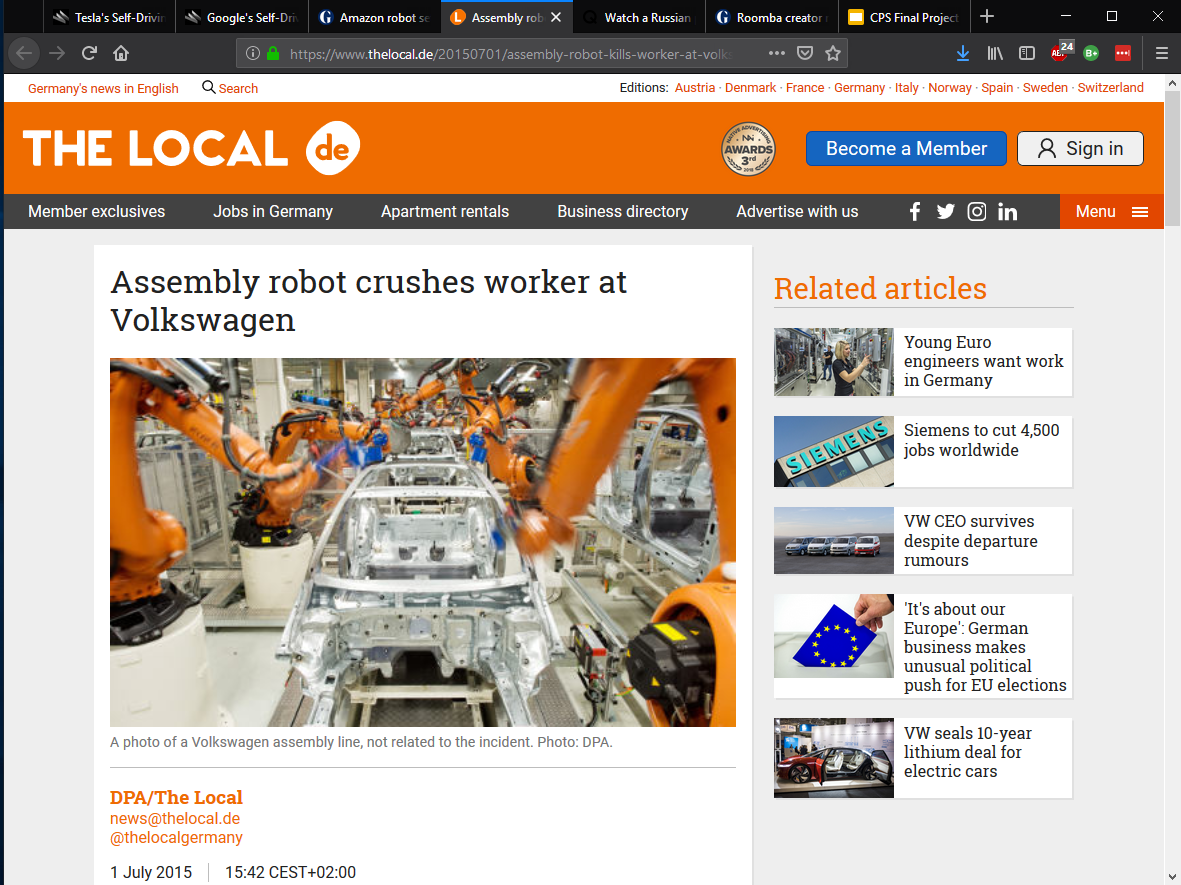 Tesla's Self-Drivin
Google's Self-Dri
Amazon robot se
Assembly rob
Watch a Russian
Roomba creator
CPS Final Project
https://www.thelocal.de/20150701/assembly-robot-kills-worker-at-volks
24
B+
Germany's news in English
Search
Editions: Austria · Denmark · France · Germany · Italy · Norway · Spain · Sweden · Switzerland
THE LOCAL de
NATIVE ADVERTISING
AWARDS
3rd
2018
Become a Member
Sign in
Member exclusives
Jobs in Germany
Apartment rentals
Business directory
Advertise with us
Menu
Assembly robot crushes worker at
Volkswagen
A photo of a Volkswagen assembly line, not related to the incident. Photo: DPA.
DPA/The Local
news@thelocal.de
@thelocalgermany
1 July 2015
15:42 CEST+02:00
Related articles
Young Euro
engineers want work
in Germany
SIEMENS
Siemens to cut 4,500
jobs worldwide
VW CEO survives
despite departure
rumours
'It's about our
Europe': German
business makes
unusual political
push for EU elections
VW seals 10-year
lithium deal for
electric cars